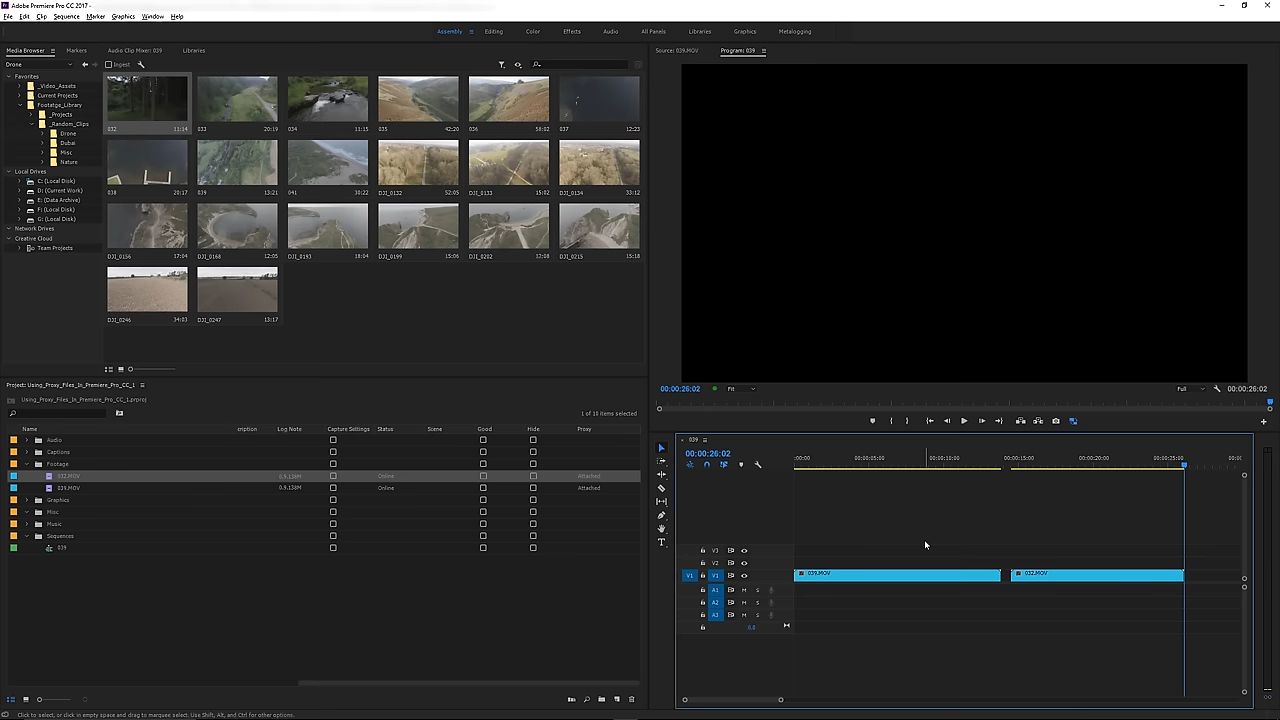 Adobe Premiere Pro CC 2017 -
File Edit Clip Sequence Marker Graphics Window Help
Assembly Editing Color Effects Audio All Panels Libraries Graphics Metalogging
Media Browser Markers Audio Clip Mixer: 039 Libraries
Source: 039.MOV Program: 039
Drone
Ingest
Favorites
_Video_Assets
Current Projects
Footatge_Library
_Projects
_Random_Clips
Drone
Dubai
Misc
Nature
Local Drives
C: (Local Disk)
D: (Current Work)
E: (Data Archive)
F: (Local Disk)
G: (Local Disk)
Network Drives
Creative Cloud
Team Projects
032 11:14
033 20:19
034 11:15
035 42:20
036 58:02
037 12:23
038 20:17
039 13:21
041 30:22
DJI_0132 52:05
DJI_0133 15:02
DJI_0134 33:12
DJI_0156 17:04
DJI_0168 12:05
DJI_0193 18:04
DJI_0199 15:06
DJI_0202 12:08
DJI_0215 15:18
DJI_0246 34:03
DJI_0247 13:17
00:00:26:02 Fit Full 00:00:26:02
Project: Using_Proxy_Files_In_Premiere_Pro_CC_1
Using_Proxy_Files_In_Premiere_Pro_CC_1.prproj
1 of 10 items selected
Name cription Log Note Capture Settings Status Scene Good Hide Proxy
Audio
Captions
Footage
032.MOV 0.9.138M Online Attached
039.MOV 0.9.138M Online Attached
Graphics
Misc
Music
Sequences
039
039
00:00:26:02
:00:00 00:00:05:00 00:00:10:00 00:00:15:00 00:00:20:00 00:00:25:00 00:00
V3
V2
V1 V1 039.MOV 032.MOV
A1 M S
A2 M S
A3 M S
0.0
Click to select, or click in empty space and drag to marquee select. Use Shift, Alt, and Ctrl for other options.